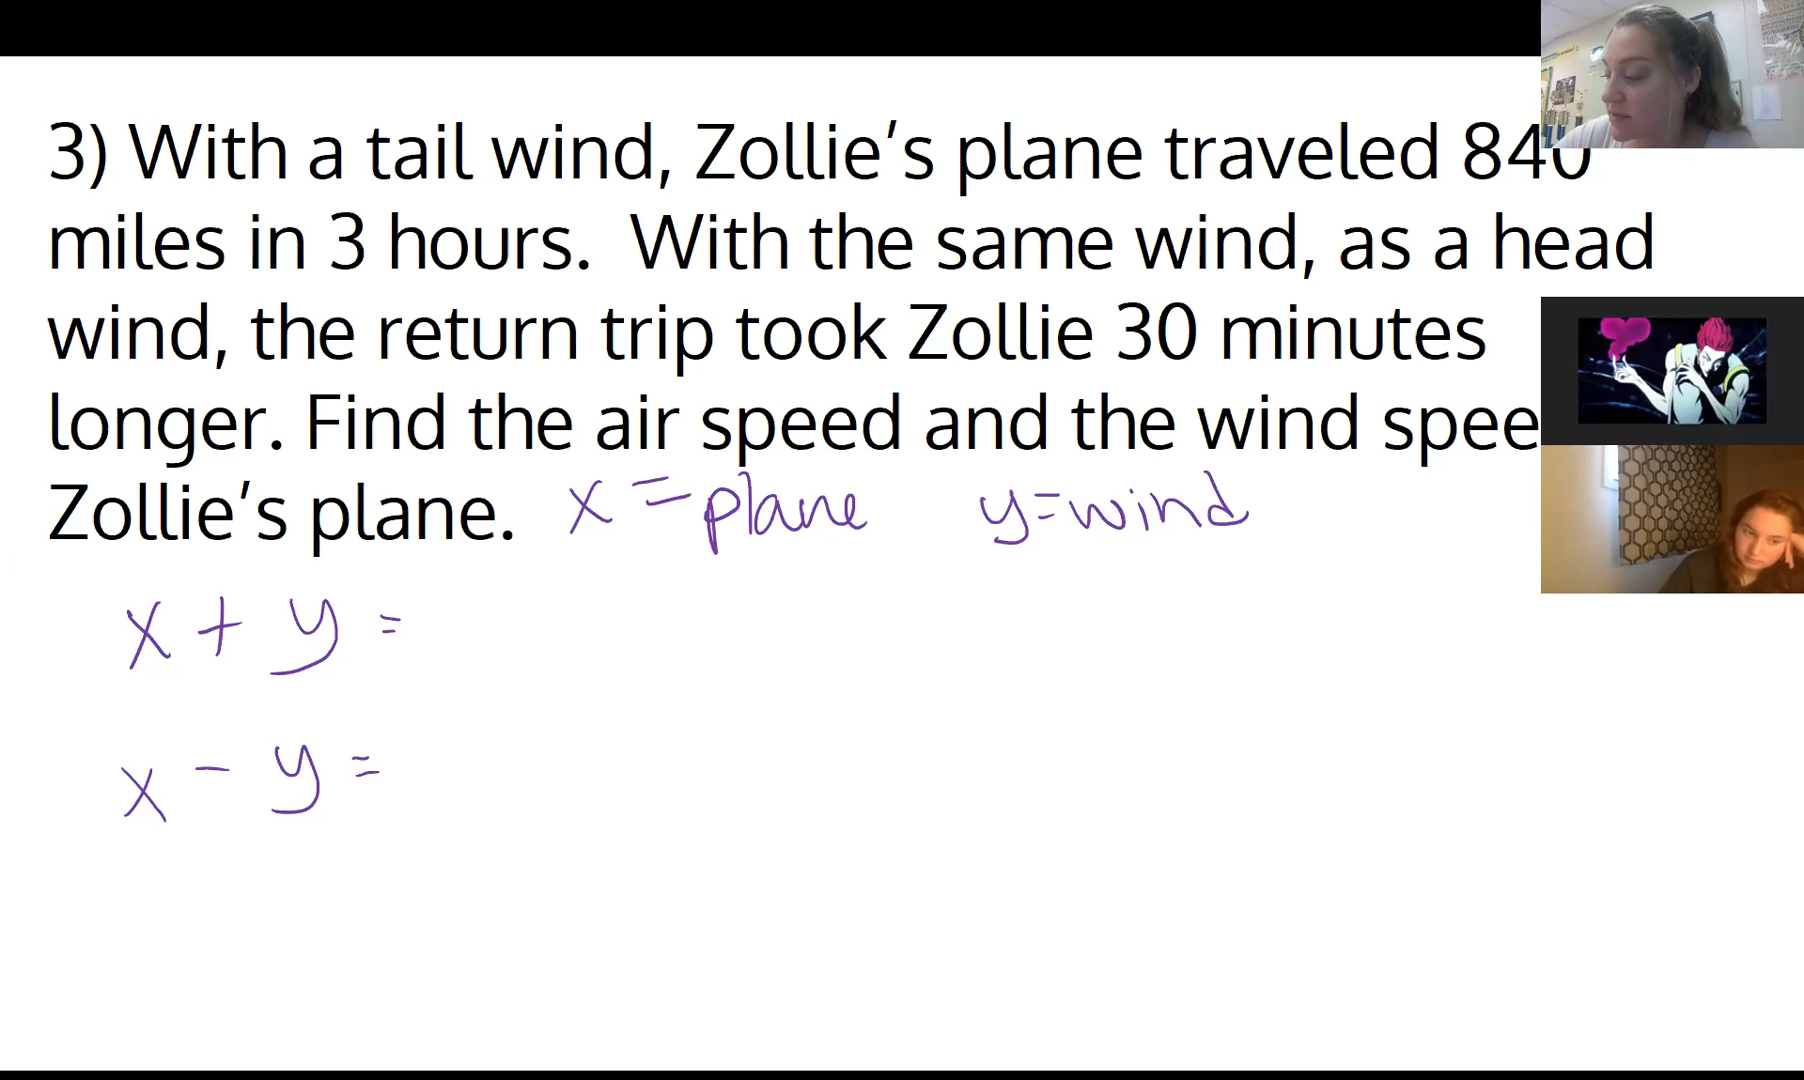 3) With a tail wind, Zollie’s plane traveled 840
miles in 3 hours.  With the same wind, as a head
wind, the return trip took Zollie 30 minutes
longer. Find the air speed and the wind spee
Zollie’s plane. x = plane y = wind
x + y =
x - y =